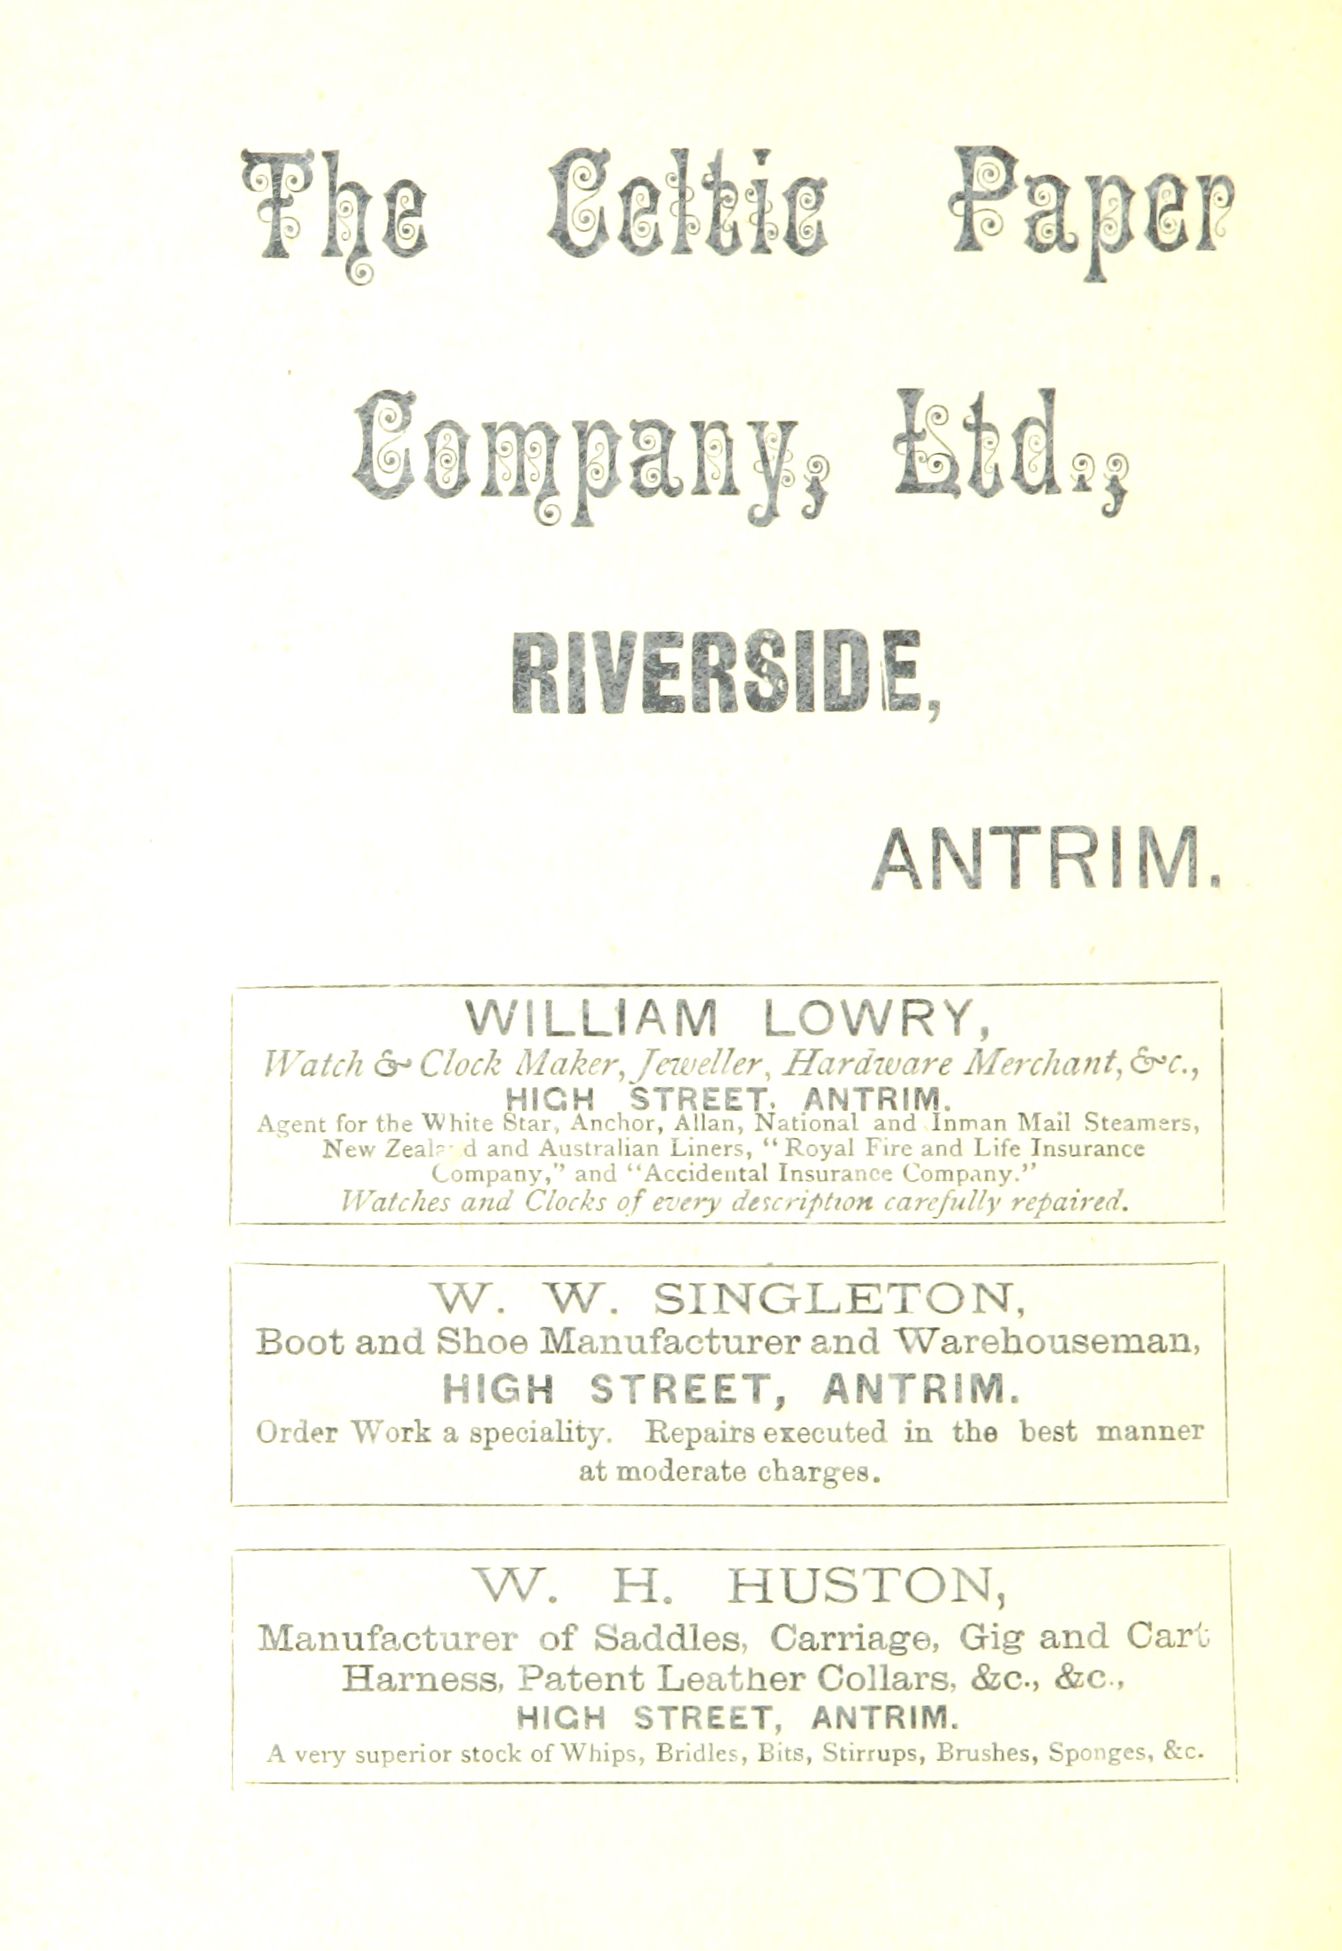 The Celtic Paper
Company, Ltd.,
RIVERSIDE,
ANTRIM.
WILLIAM LOWRY,
Watch & Clock Maker, Jeweller, Hardware Merchant, &c.,
HIGH STREET, ANTRIM.
Agent for the White Star, Anchor, Allan, National and Inman Mail Steamers,
New Zealand and Australian Liners, "Royal Fire and Life Insurance
Company," and "Accidental Insurance Company."
Watches and Clocks of every description carefully repaired.
W. W. SINGLETON,
Boot and Shoe Manufacturer and Warehouseman,
HIGH STREET, ANTRIM.
Order Work a speciality. Repairs executed in the best manner
at moderate charges.
W. H. HUSTON,
Manufacturer of Saddles, Carriage, Gig and Cart
Harness, Patent Leather Collars, &c., &c.,
HIGH STREET, ANTRIM.
A very superior stock of Whips, Bridles, Bits, Stirrups, Brushes, Sponges, &c.